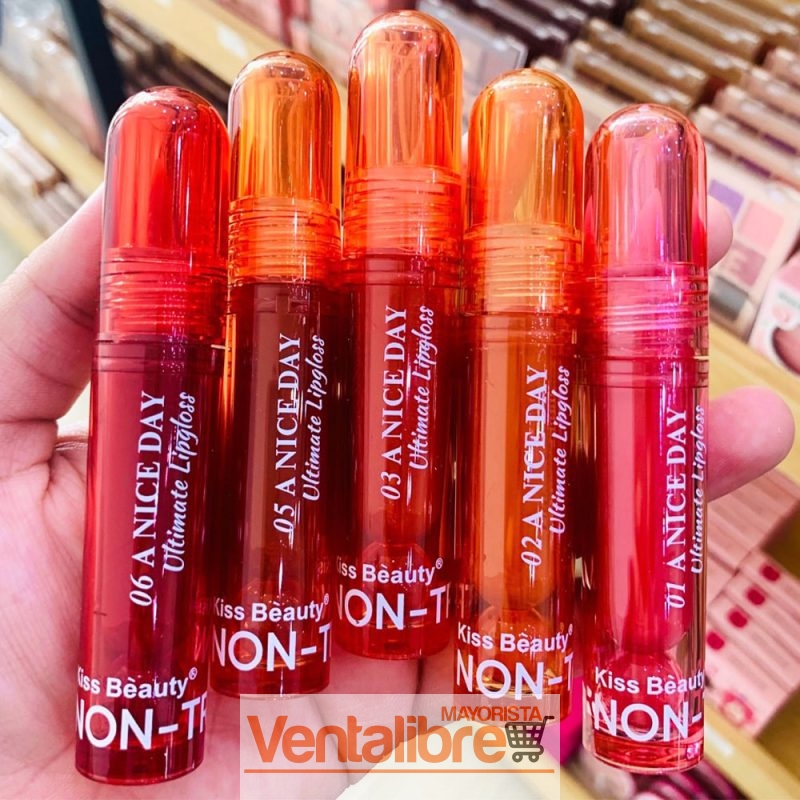 06 A NICE DAY
Ultimate Lipgloss
Kiss Beauty®
NON-TR
05 A NICE DAY
Ultimate Lipgloss
Kiss Beauty®
NON-T
03 A NICE DAY
Ultimate Lipgloss
Kiss Beauty®
NON-T
02 A NICE DAY
Ultimate Lipgloss
Kiss Beauty®
NON-T
01 A NICE DAY
Ultimate Lipgloss
Kiss Beauty
NON-
MAYORISTA
Ventalibre